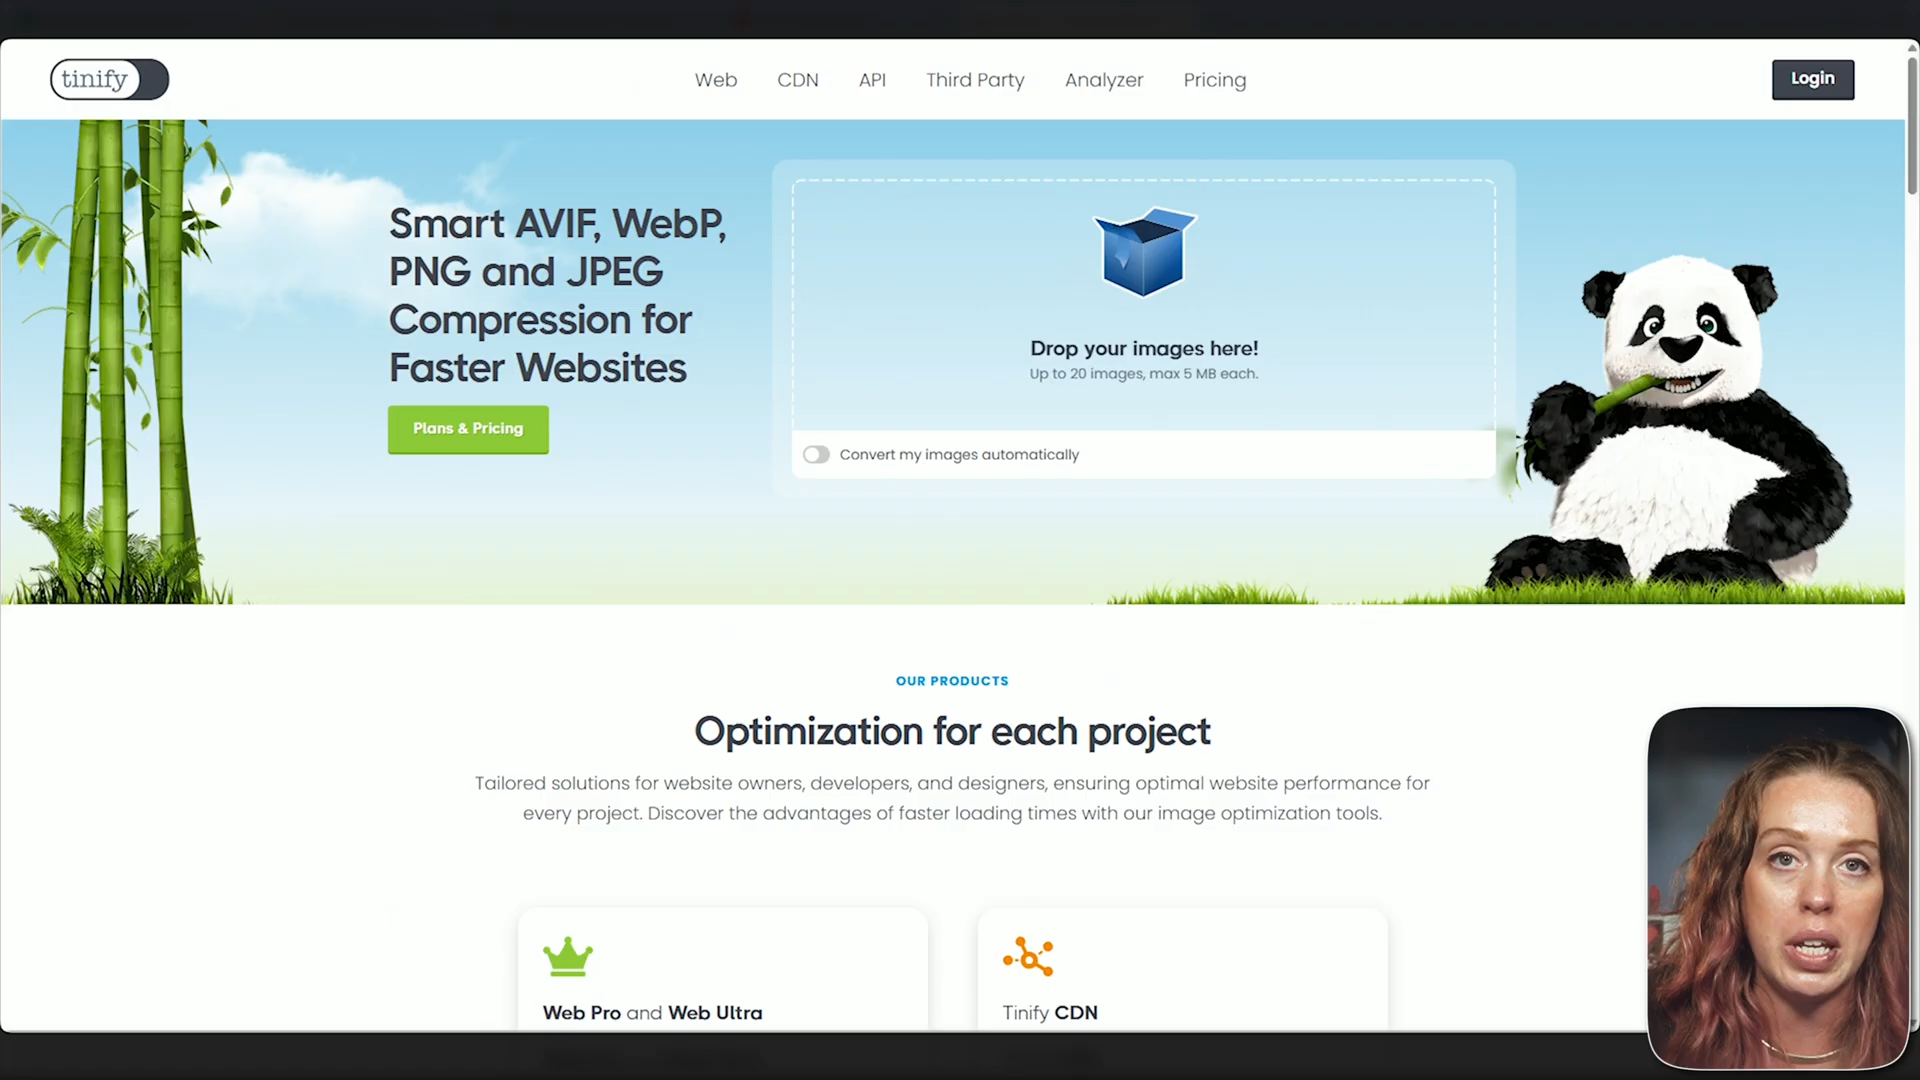 tinify
Web
CDN
API
Third Party
Analyzer
Pricing
Login
Smart AVIF, WebP,
PNG and JPEG
Compression for
Faster Websites
Plans & Pricing
Drop your images here!
Up to 20 images, max 5 MB each.
Convert my images automatically
OUR PRODUCTS
Optimization for each project
Tailored solutions for website owners, developers, and designers, ensuring optimal website performance for
every project. Discover the advantages of faster loading times with our image optimization tools.
Web Pro and Web Ultra
Tinify CDN